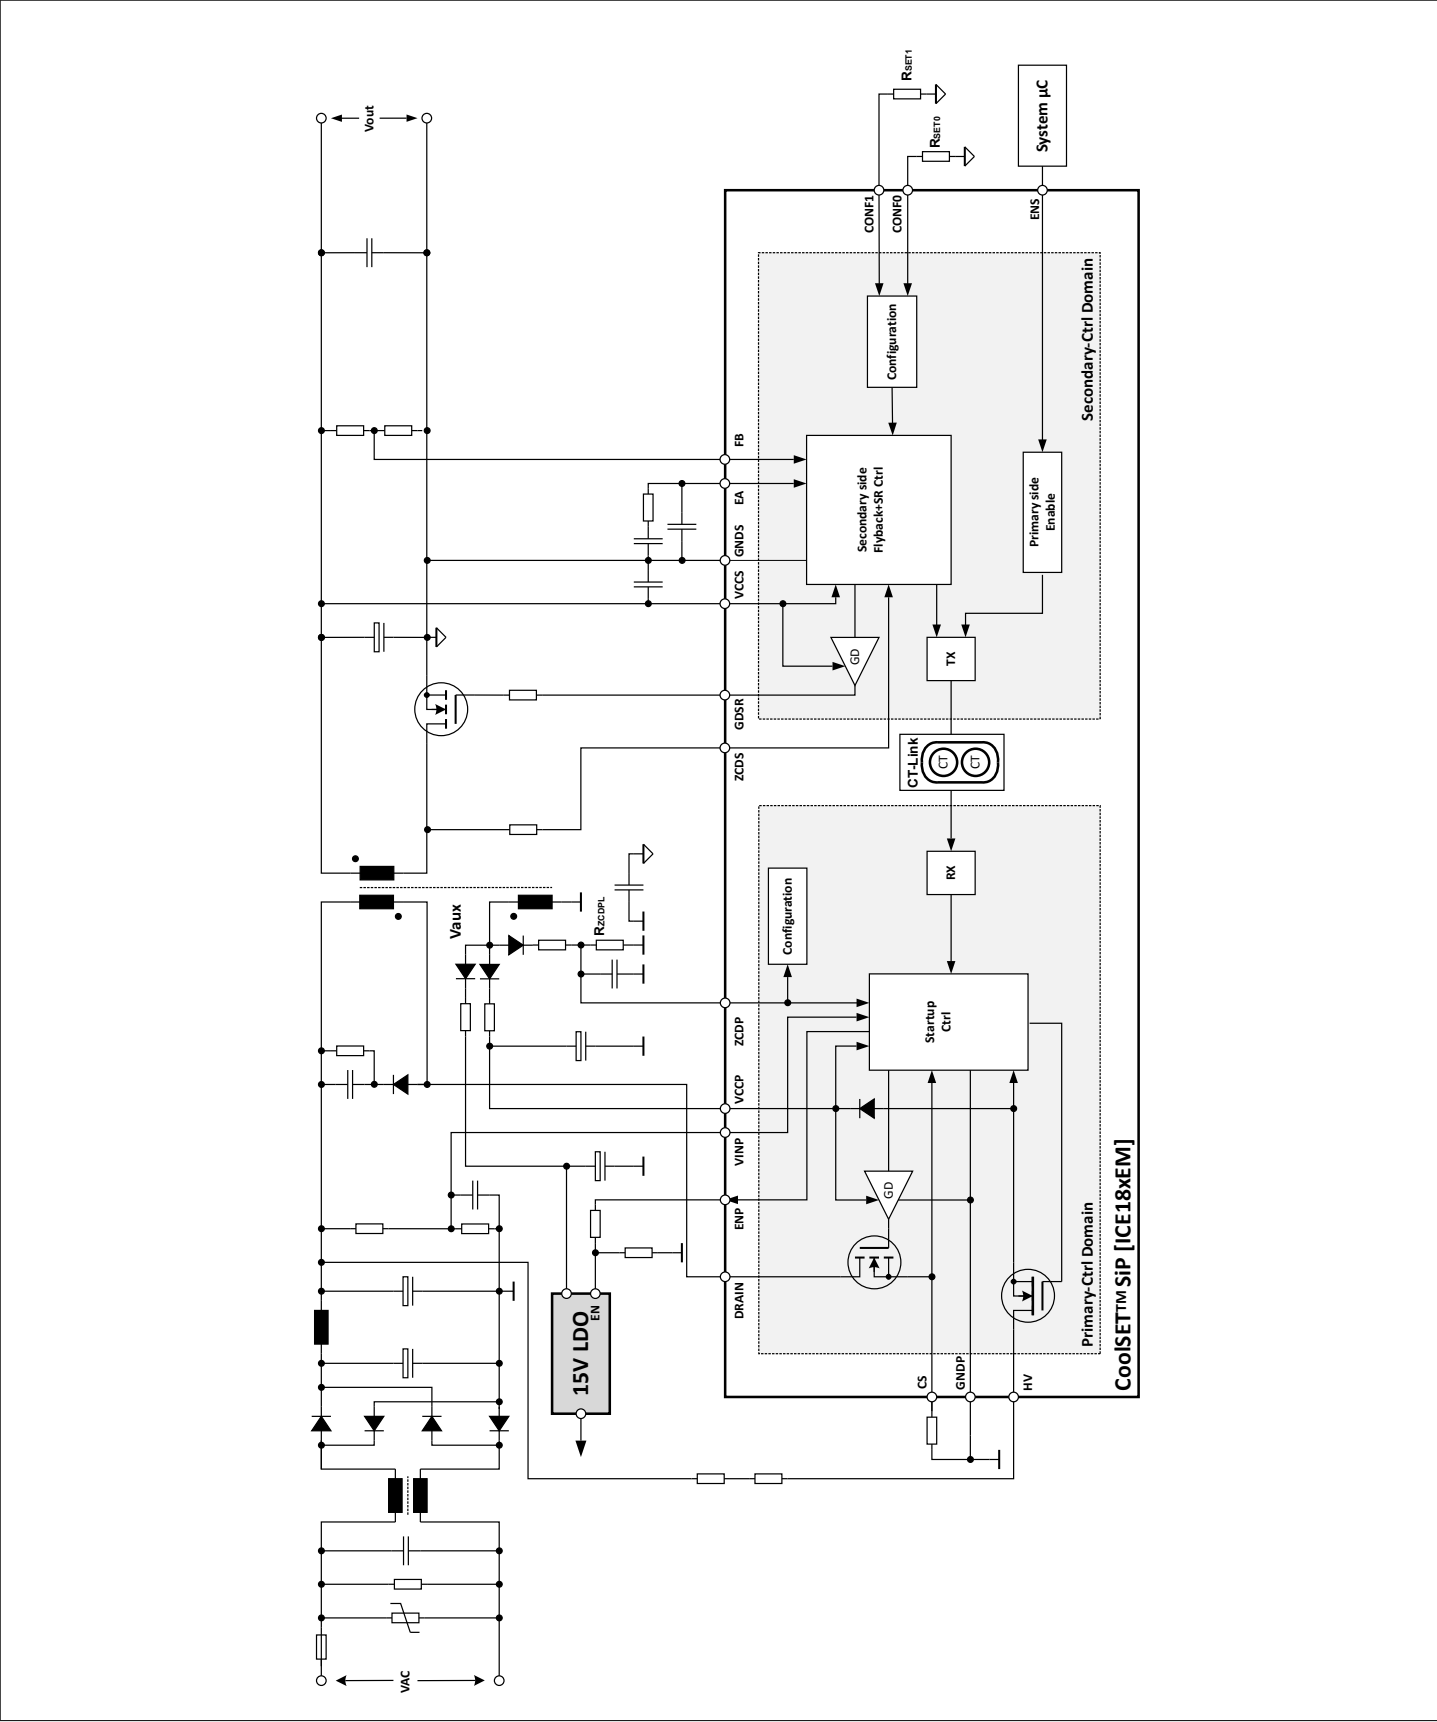 VAC
Vout
Vaux
RZCDPL
RSET1
RSET0
System µC
15V LDO
EN
DRAIN
ENP
VINP
VCCP
ZCDP
ZCDS
GDSR
VCCS
GNDS
EA
FB
CONF1
CONF0
ENS
CS
GNDP
HV
GD
Startup
Ctrl
Configuration
RX
CT-Link
CT
CT
TX
GD
Secondary side
Flyback+SR Ctrl
Configuration
Primary side
Enable
Primary-Ctrl Domain
Secondary-Ctrl Domain
CoolSET™ SiP [ICE18xEM]